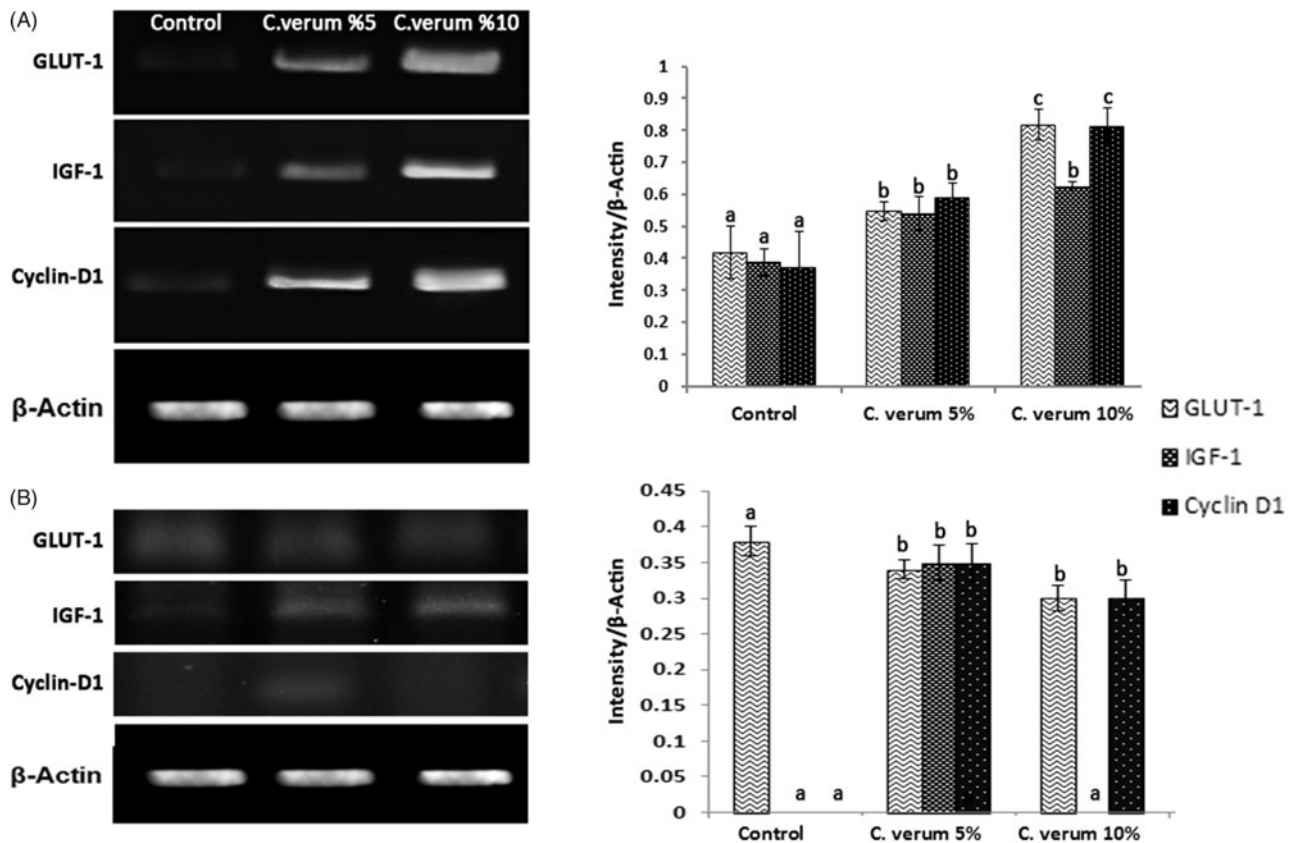 (A)
Control C.verum %5 C.verum %10
GLUT-1
IGF-1
Cyclin-D1
β-Actin
1
0.9
0.8
0.7
0.6
0.5
0.4
0.3
0.2
0.1
0
Intensity/β-Actin
a a a
b b b
c b c
Control C. verum 5% C. verum 10%
GLUT-1
IGF-1
Cyclin D1
(B)
GLUT-1
IGF-1
Cyclin-D1
β-Actin
0.45
0.4
0.35
0.3
0.25
0.2
0.15
0.1
0.05
0
Intensity/β-Actin
a a a
b b b
b a b
Control C. verum 5% C. verum 10%